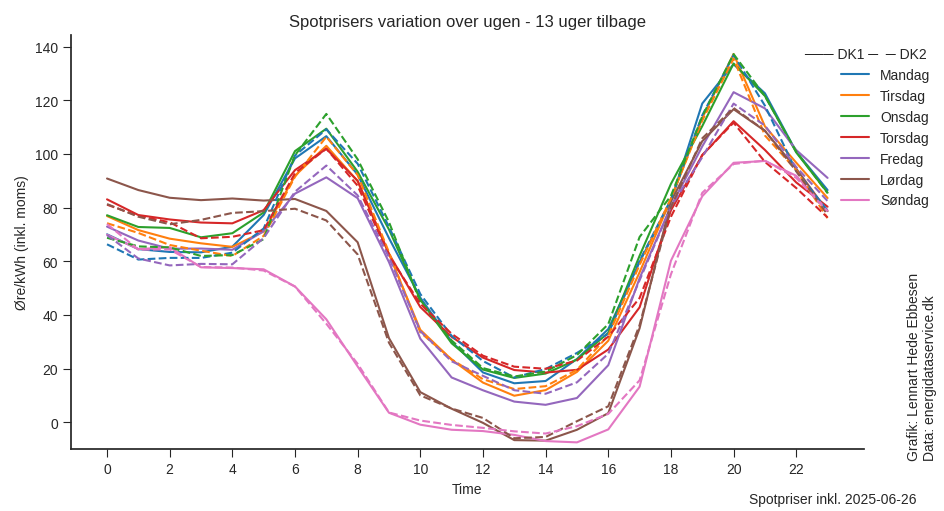 Spotprisers variation over ugen - 13 uger tilbage
Øre/kWh (inkl. moms)
140
120
100
80
60
40
20
0
0 2 4 6 8 10 12 14 16 18 20 22
Time
DK1 DK2
Mandag
Tirsdag
Onsdag
Torsdag
Fredag
Lørdag
Søndag
Grafik: Lennart Hede Ebbesen
Data: energidataservice.dk
Spotpriser inkl. 2025-06-26